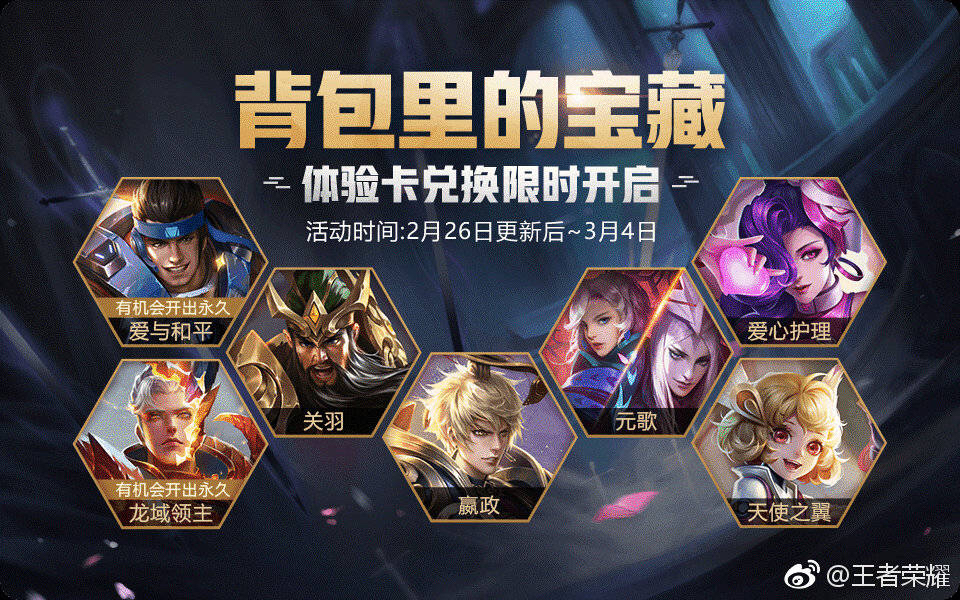 背包里的宝藏
体验卡兑换限时开启
活动时间:2月26日更新后~3月4日
有机会开出永久
爱与和平
爱心护理
关羽
元歌
有机会开出永久
龙域领主
嬴政
天使之翼
@王者荣耀